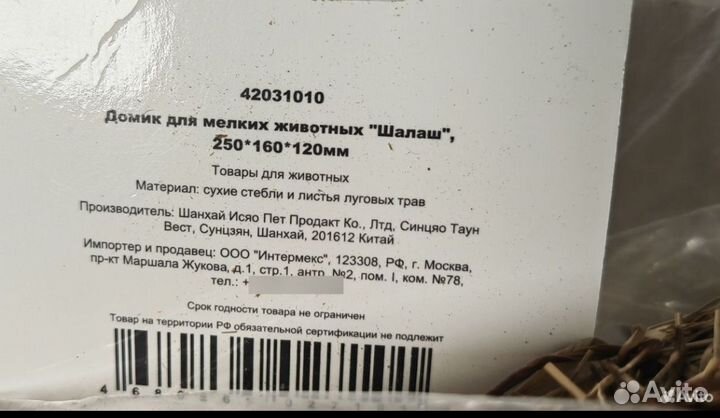 42031010
Домик для мелких животных "Шалаш",
250*160*120мм
Товары для животных
Материал: сухие стебли и листья луговых трав
Производитель: Шанхай Исяо Пет Продакт Ко., Лтд, Синцяо Таун
Вест, Сунцзян, Шанхай, 201612 Китай
Импортер и продавец: ООО "Интермекс", 123308, РФ, г. Москва,
пр-кт Маршала Жукова, д.1, стр.1, антр. №2, пом. I, ком. №78,
тел.: +
Срок годности товара не ограничен
Товар на территории РФ обязательной сертификации не подлежит
Avito